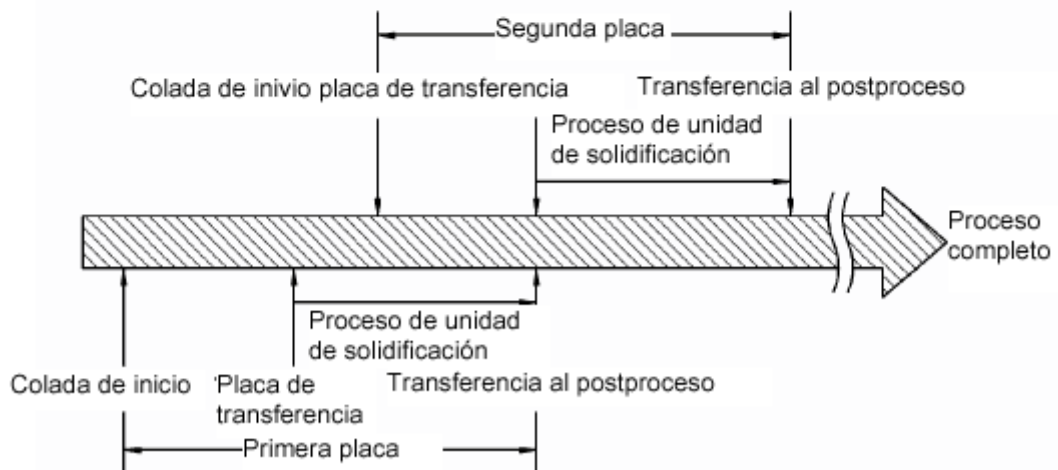 Segunda placa
Colada de inivio placa de transferencia
Transferencia al postproceso
Proceso de unidad
de solidificación
Proceso
completo
Proceso de unidad
de solidificación
Colada de inicio
Placa de
transferencia
Transferencia al postproceso
Primera placa